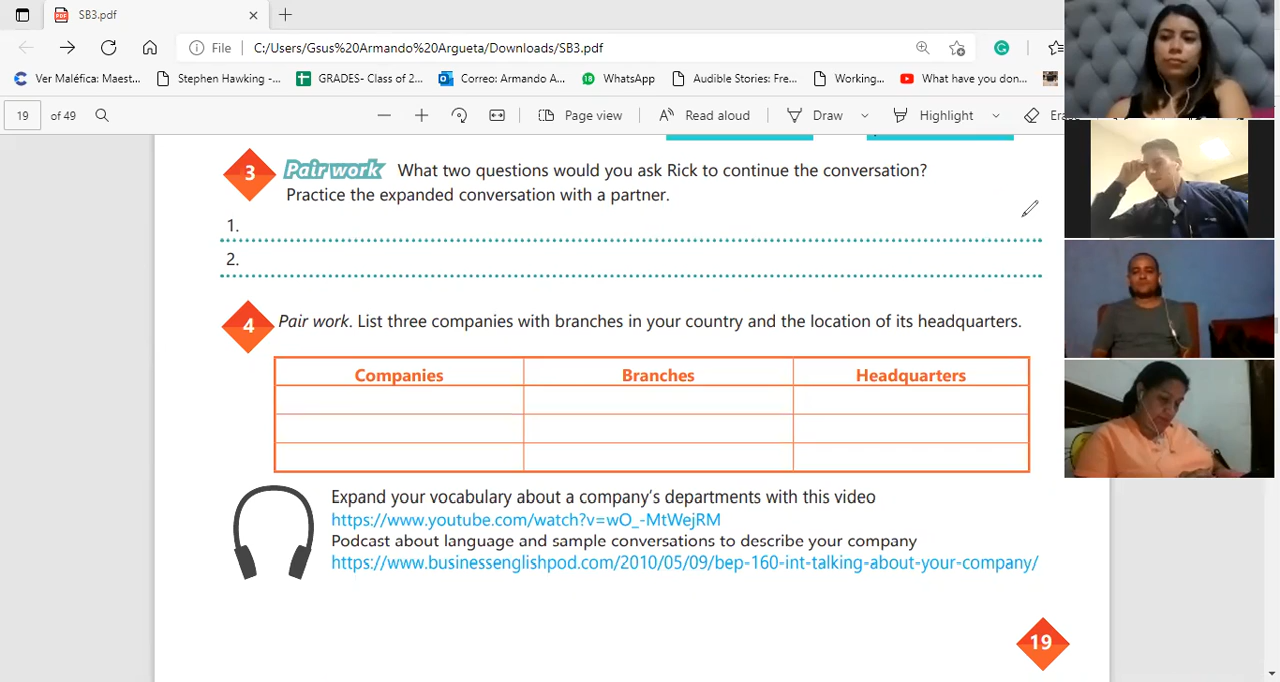 SB3.pdf
File C:/Users/Gsus%20Armando%20Argueta/Downloads/SB3.pdf
Ver Maléfica: Maest... Stephen Hawking -... GRADES- Class of 2... Correo: Armando A... WhatsApp Audible Stories: Fre... Working... What have you don...
19 of 49 Page view Read aloud Draw Highlight
3 Pair work What two questions would you ask Rick to continue the conversation?
Practice the expanded conversation with a partner.
1.
2.
4 Pair work. List three companies with branches in your country and the location of its headquarters.
Companies Branches Headquarters
Expand your vocabulary about a company's departments with this video
https://www.youtube.com/watch?v=wO_-MtWejRM
Podcast about language and sample conversations to describe your company
https://www.businessenglishpod.com/2010/05/09/bep-160-int-talking-about-your-company/
19